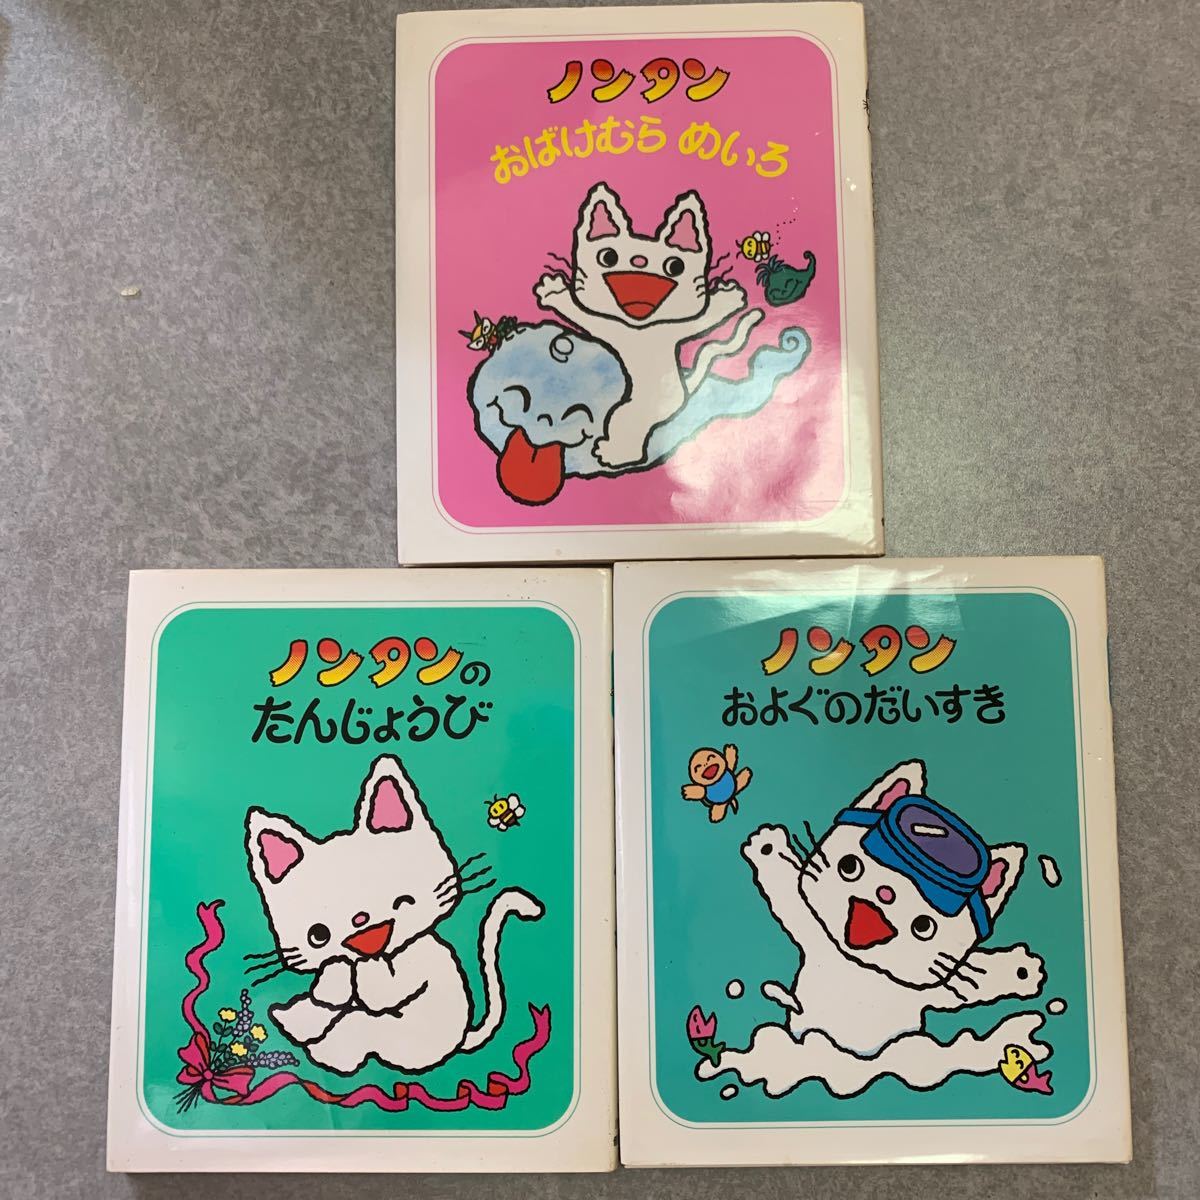 ノンタン
おばけむら めいろ
ノンタンの
たんじょうび
ノンタン
およぐのだいすき